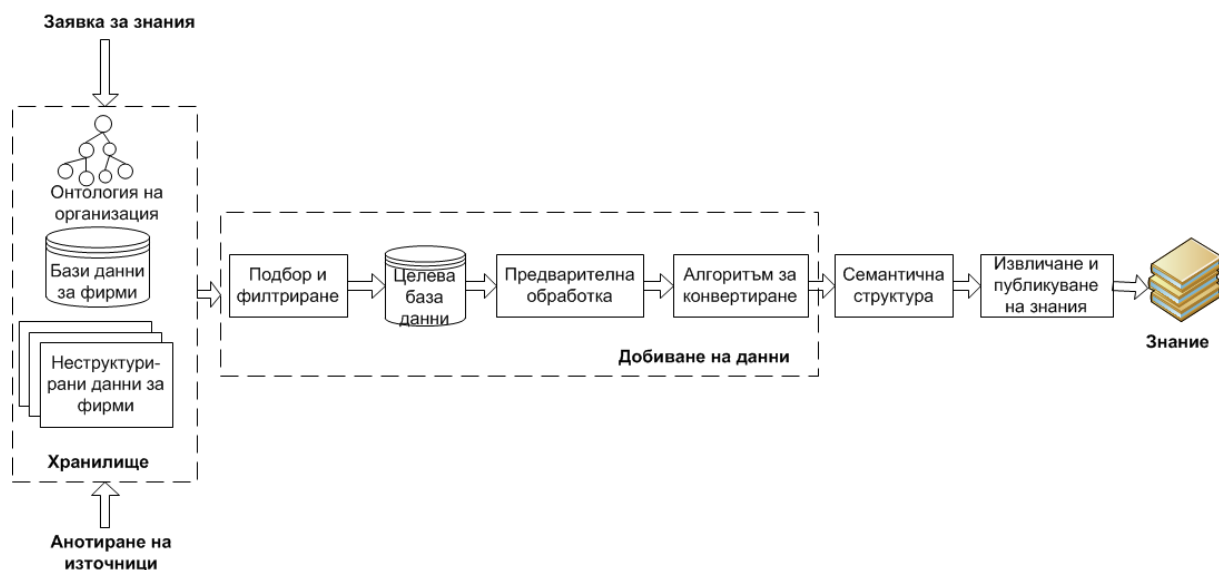 Заявка за знания
Онтология на
организация
Бази данни
за фирми
Неструктури-
рани данни за
фирми
Хранилище
Анотиране на
източници
Подбор и
филтриране
Целева
база
данни
Предварителна
обработка
Алгоритъм за
конвертиране
Добиване на данни
Семантична
структура
Извличане и
публикуване
на знания
Знание